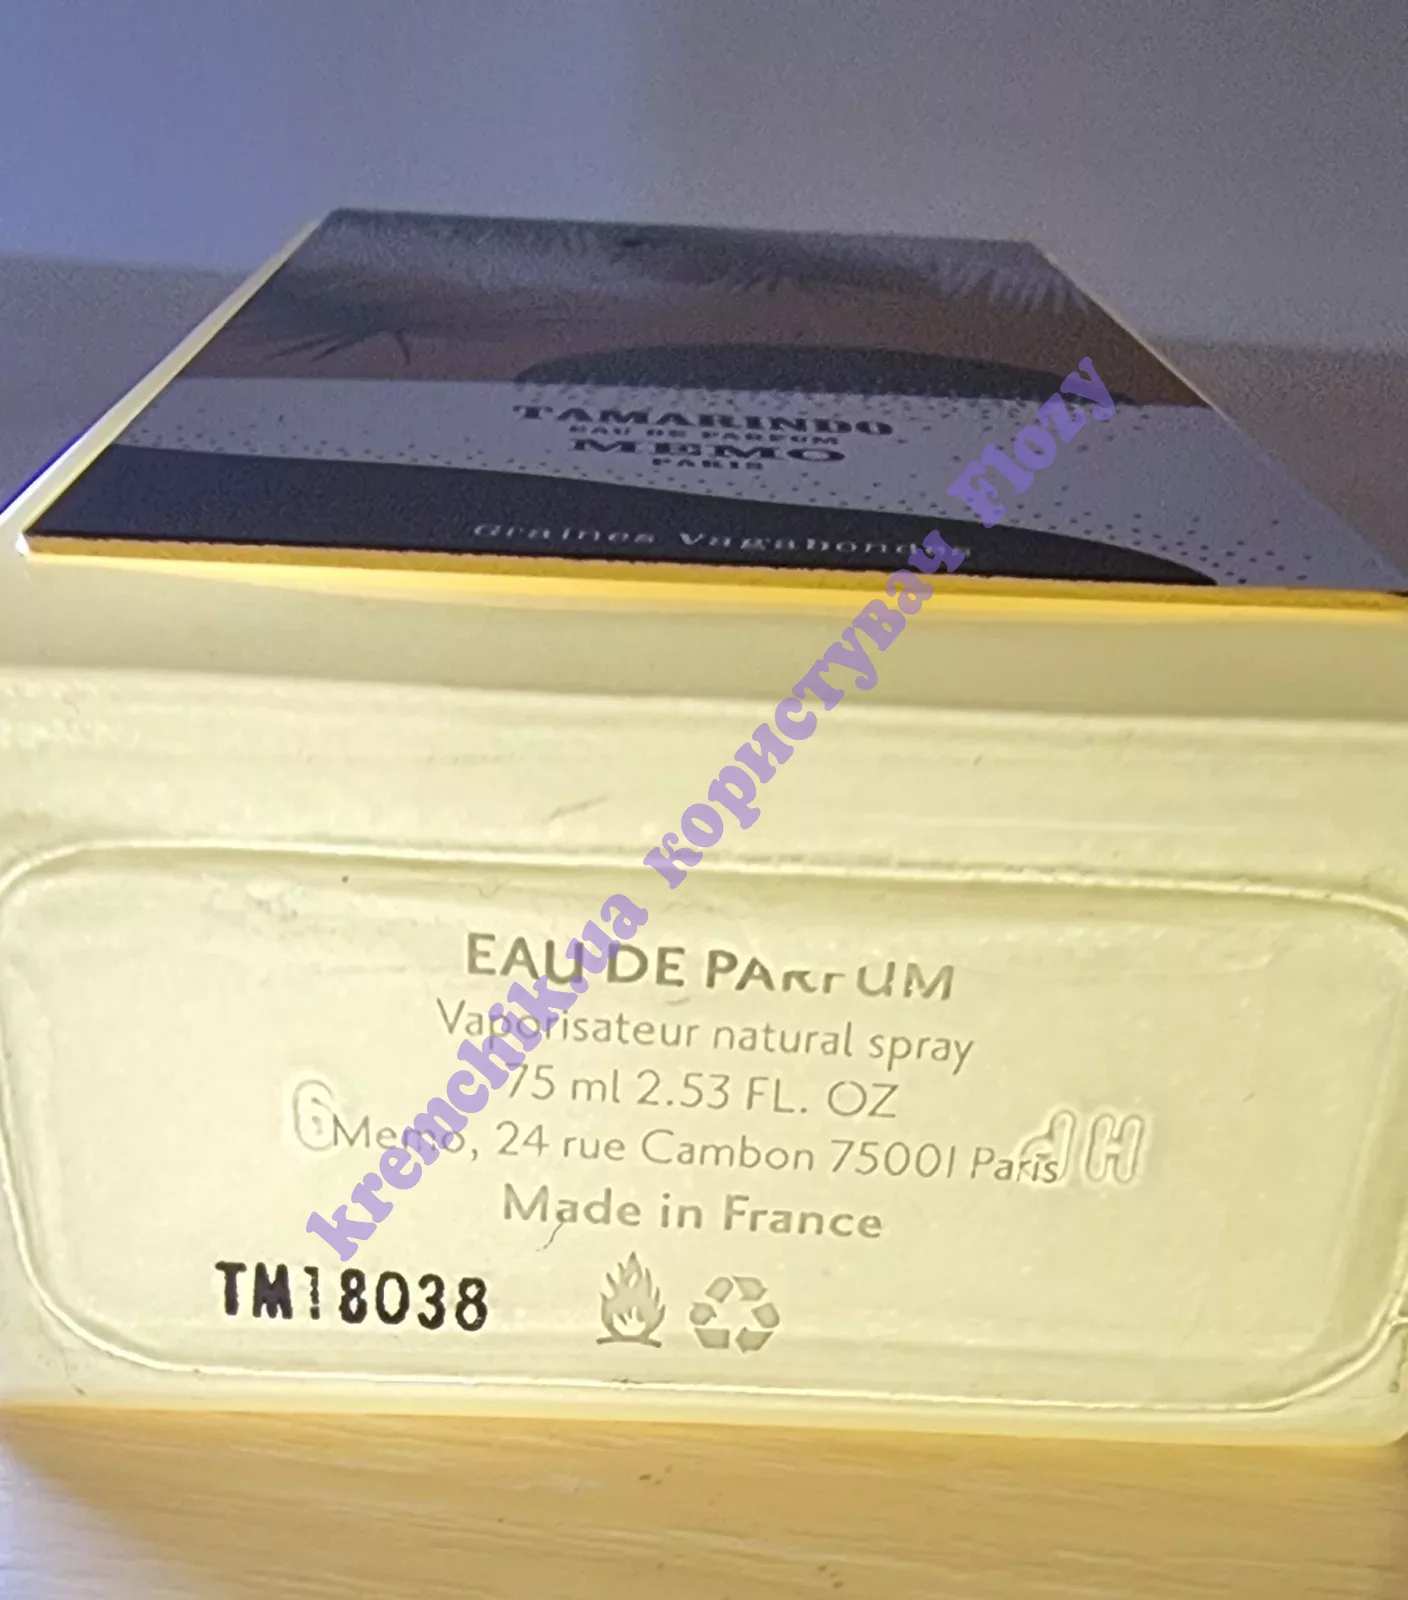 TAMARINDO
EAU DE PARFUM
MEMO
PARIS
Graines Vagabondes
kremchik.ua користувач Flozy
EAU DE PARFUM
Vaporisateur natural spray
75 ml 2.53 FL. OZ
Memo, 24 rue Cambon 75001 Paris
Made in France
TM18038